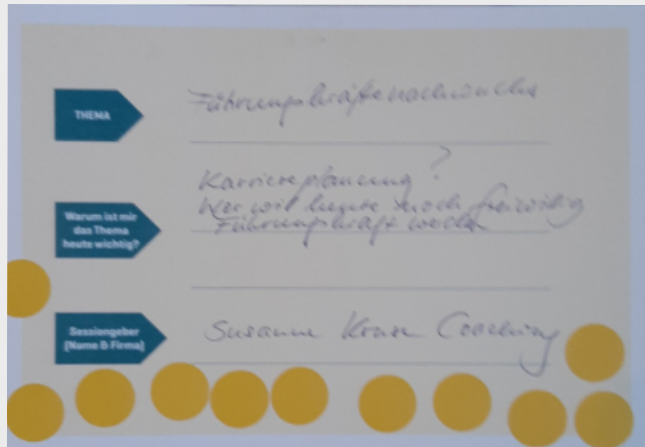 THEMA
Führungskräftenachwuchs
Warum ist mir
das Thema
heute wichtig?
Karriereplanung?
Wer will heute noch freiwillig
Führungskraft werden
Sessiongeber
[Name & Firma]
Susanne Kruse Coaching